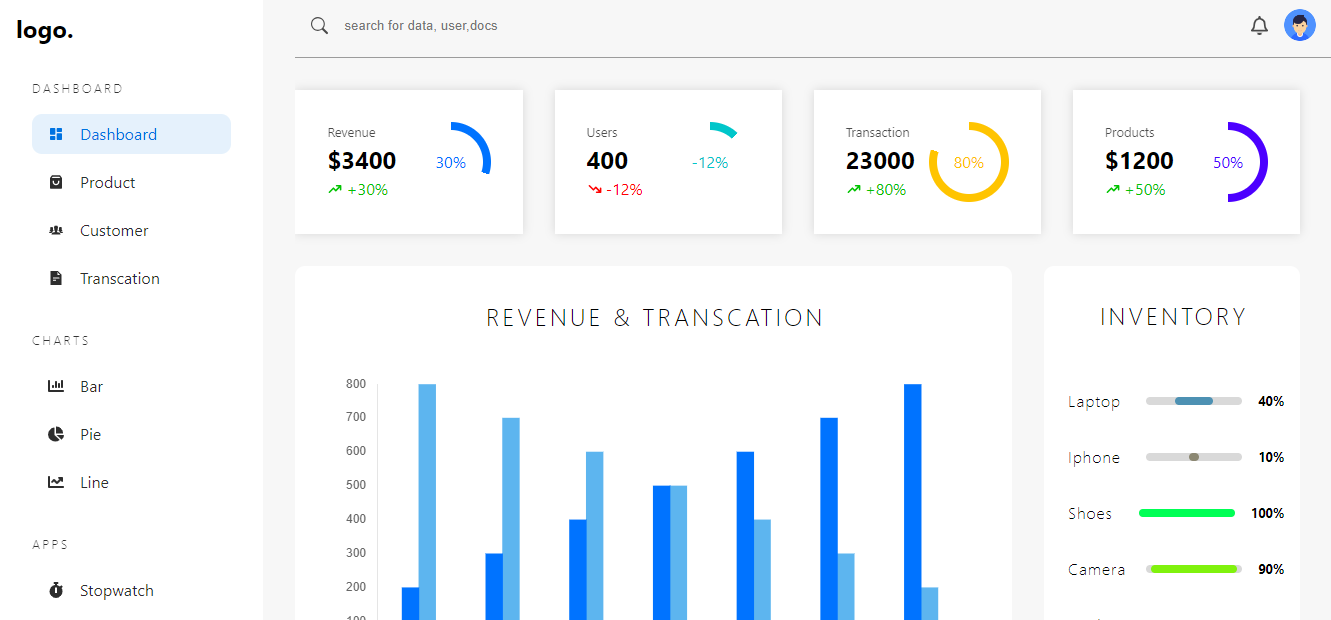 logo.
DASHBOARD
Dashboard
Product
Customer
Transcation
CHARTS
Bar
Pie
Line
APPS
Stopwatch
search for data, user,docs
Revenue
$3400
+30%
30%
Users
400
-12%
-12%
Transaction
23000
+80%
80%
Products
$1200
+50%
50%
REVENUE & TRANSCATION
800
700
600
500
400
300
200
INVENTORY
Laptop 40%
Iphone 10%
Shoes 100%
Camera 90%